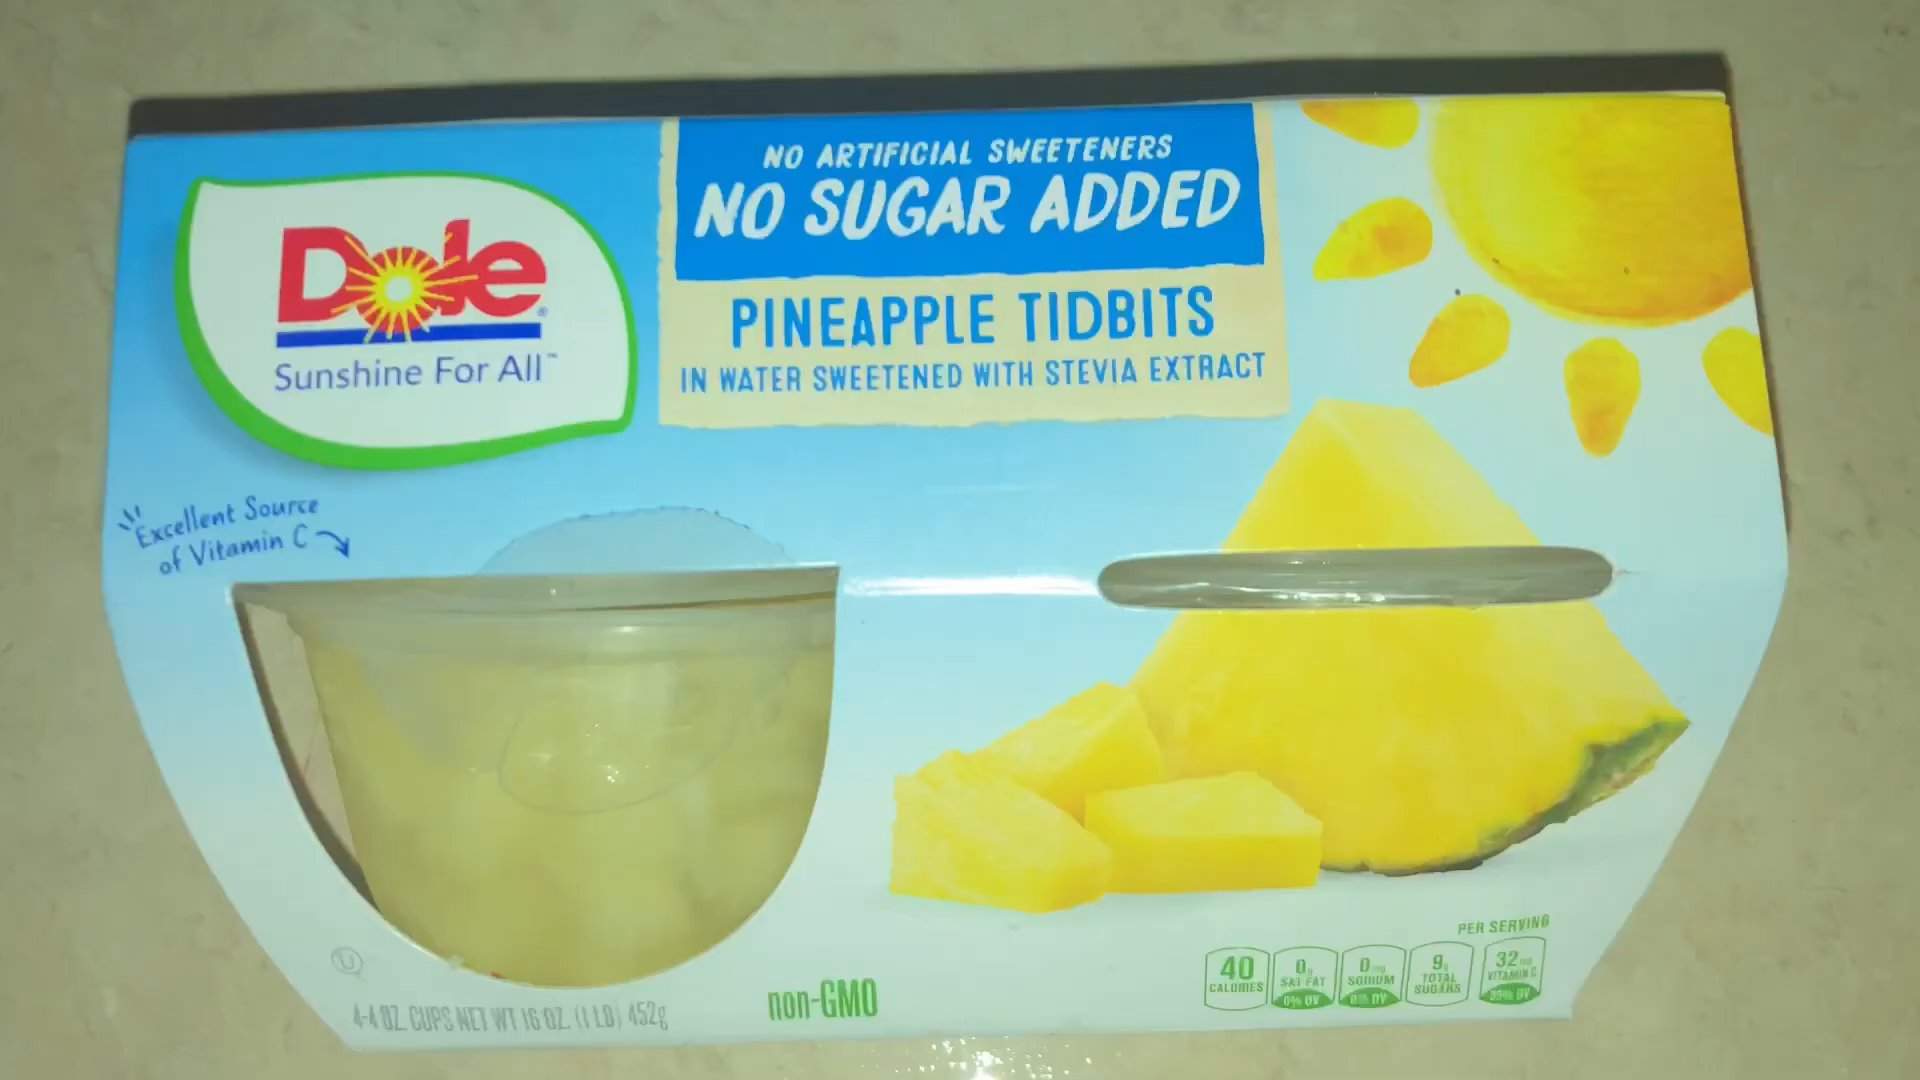 NO ARTIFICIAL SWEETENERS
NO SUGAR ADDED
Dole®
Sunshine For All™
PINEAPPLE TIDBITS
IN WATER SWEETENED WITH STEVIA EXTRACT
Excellent Source
of Vitamin C
PER SERVING
40 CALORIES
0g SAT FAT 0% DV
0mg SODIUM 0% DV
9g TOTAL SUGARS
32mg VITAMIN C DV
U
non-GMO
4-4 OZ. CUPS NET WT 16 OZ. (1 LB) 452g